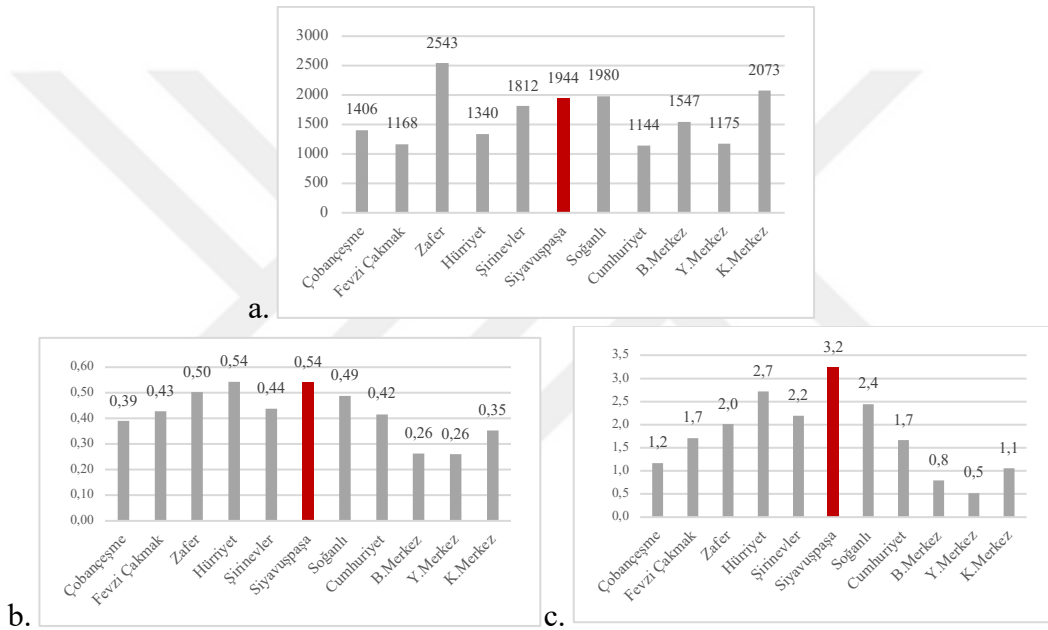 3000
2500
2000
1500
1000
500
0
1406 1168 2543 1340 1812 1944 1980 1144 1547 1175 2073
Çobançeşme
Fevzi Çakmak
Zafer
Hürriyet
Şirinevler
Siyavuşpaşa
Soğanlı
Cumhuriyet
B.Merkez
Y.Merkez
K.Merkez
a.
0,60
0,50
0,40
0,30
0,20
0,10
0,00
0,39 0,43 0,50 0,54 0,44 0,54 0,49 0,42 0,26 0,26 0,35
Çobançeşme
Fevzi Çakmak
Zafer
Hürriyet
Şirinevler
Siyavuşpaşa
Soğanlı
Cumhuriyet
B.Merkez
Y.Merkez
K.Merkez
b.
3,5
3,0
2,5
2,0
1,5
1,0
0,5
0,0
1,2 1,7 2,0 2,7 2,2 3,2 2,4 1,7 0,8 0,5 1,1
Çobançeşme
Fevzi Çakmak
Zafer
Hürriyet
Şirinevler
Siyavuşpaşa
Soğanlı
Cumhuriyet
B.Merkez
Y.Merkez
K.Merkez
c.